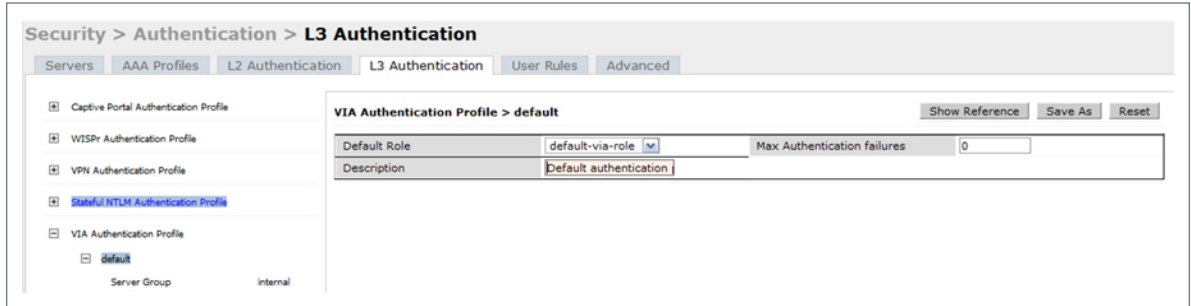 Security > Authentication > L3 Authentication
Servers AAA Profiles L2 Authentication L3 Authentication User Rules Advanced
Captive Portal Authentication Profile
WISPr Authentication Profile
VPN Authentication Profile
Stateful NTLM Authentication Profile
VIA Authentication Profile
default
Server Group internal
VIA Authentication Profile > default Show Reference Save As Reset
Default Role default-via-role Max Authentication failures 0
Description Default authentication